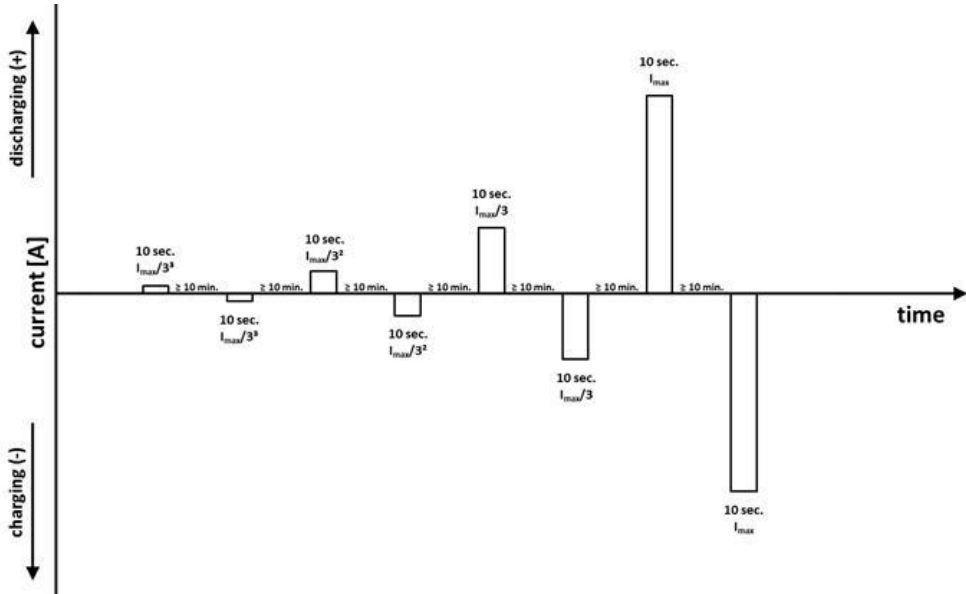 discharging (+)
current [A]
charging (-)
10 sec.
Iₘₐₓ/3³
≥ 10 min.
10 sec.
Iₘₐₓ/3³
≥ 10 min.
10 sec.
Iₘₐₓ/3²
≥ 10 min.
10 sec.
Iₘₐₓ/3²
≥ 10 min.
10 sec.
Iₘₐₓ/3
≥ 10 min.
10 sec.
Iₘₐₓ/3
≥ 10 min.
10 sec.
Iₘₐₓ
≥ 10 min.
10 sec.
Iₘₐₓ
time